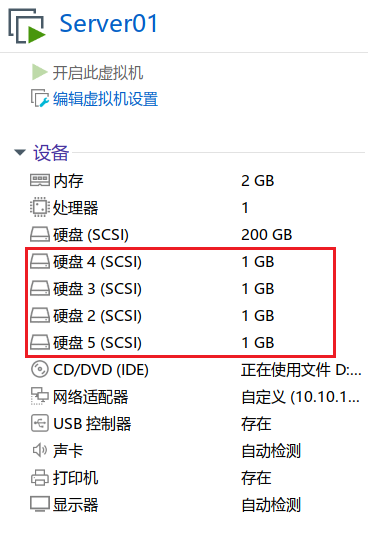 Server01
开启此虚拟机
编辑虚拟机设置
设备
内存 2 GB
处理器 1
硬盘 (SCSI) 200 GB
硬盘 4 (SCSI) 1 GB
硬盘 3 (SCSI) 1 GB
硬盘 2 (SCSI) 1 GB
硬盘 5 (SCSI) 1 GB
CD/DVD (IDE) 正在使用文件 D:...
网络适配器 自定义 (10.10.1...
USB 控制器 存在
声卡 自动检测
打印机 存在
显示器 自动检测